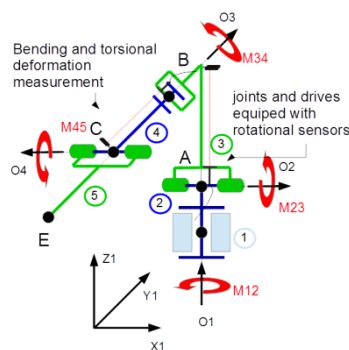 O3
Bending and torsional
deformation
measurement
B
M34
M45
C
4
joints and drives
equiped with
rotational sensors
O4
3
A
O2
5
2
M23
E
1
Z1
Y1
M12
X1
O1